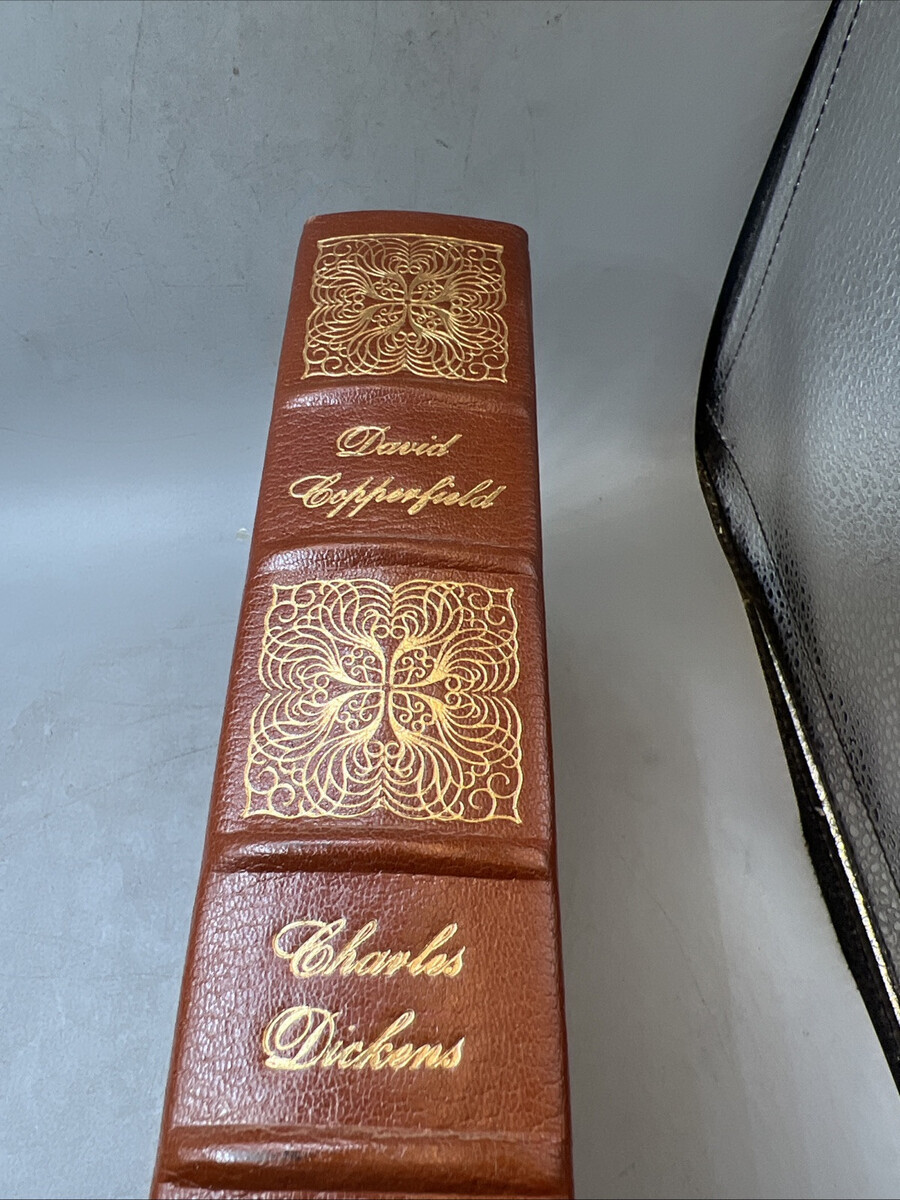 David
Copperfield
Charles
Dickens